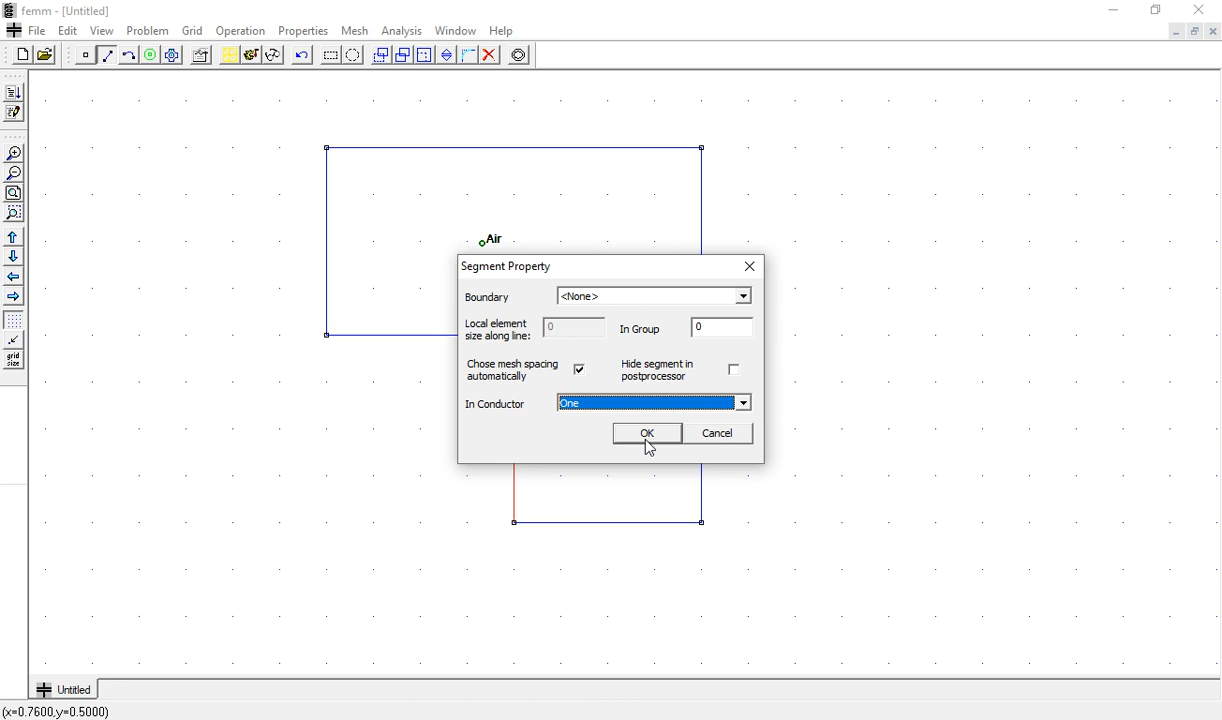 femm - [Untitled]
File Edit View Problem Grid Operation Properties Mesh Analysis Window Help
grid
size
Air
Segment Property
Boundary <None>
Local element
size along line: 0 In Group 0
Chose mesh spacing
automatically Hide segment in
postprocessor
In Conductor One
OK Cancel
Untitled
(x=0.7600,y=0.5000)